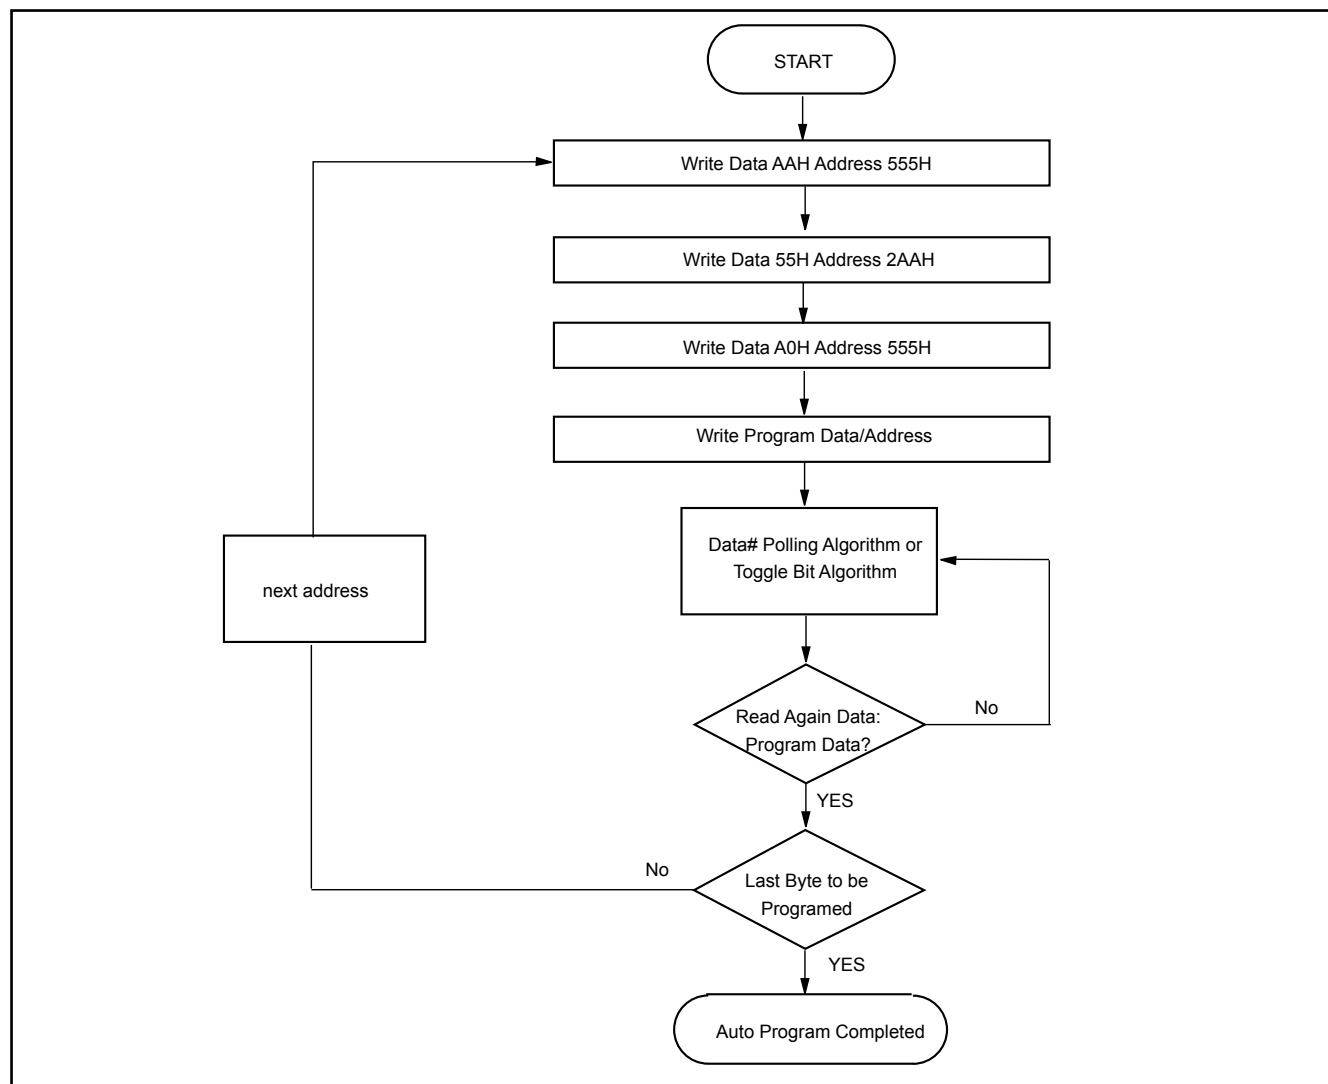 START
Write Data AAH Address 555H
Write Data 55H Address 2AAH
Write Data A0H Address 555H
Write Program Data/Address
Data# Polling Algorithm or
Toggle Bit Algorithm
next address
Read Again Data:
Program Data?
No
YES
No
Last Byte to be
Programed
YES
Auto Program Completed